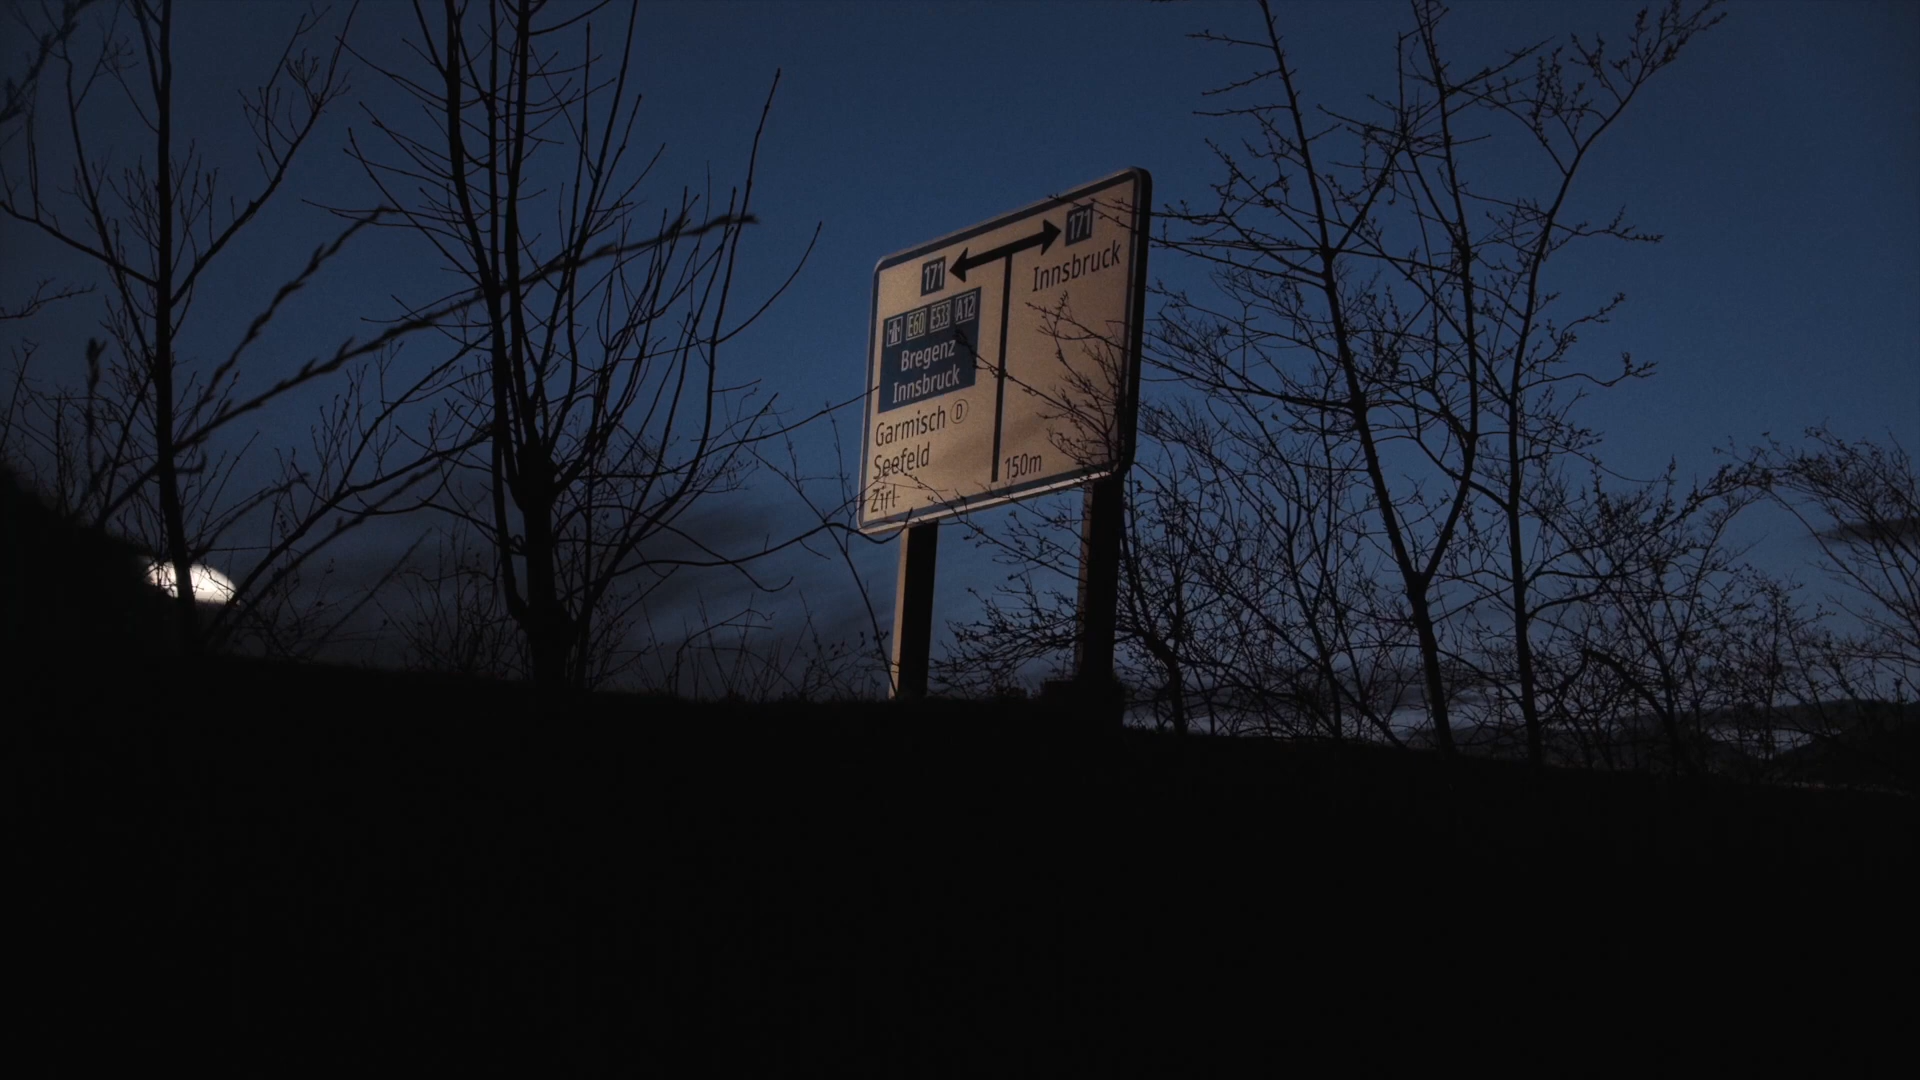 171
171
Innsbruck
E60 E533 A12
Bregenz
Innsbruck
Garmisch D
Seefeld
Zirl
150m